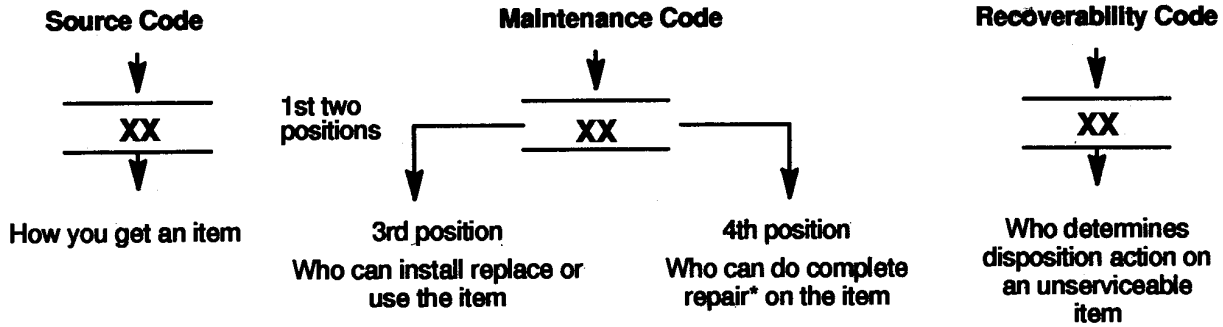 Source Code
XX
How you get an item
1st two
positions
Maintenance Code
XX
3rd position
Who can install replace or
use the item
4th position
Who can do complete
repair* on the item
Recoverability Code
XX
Who determines
disposition action on
an unserviceable
item